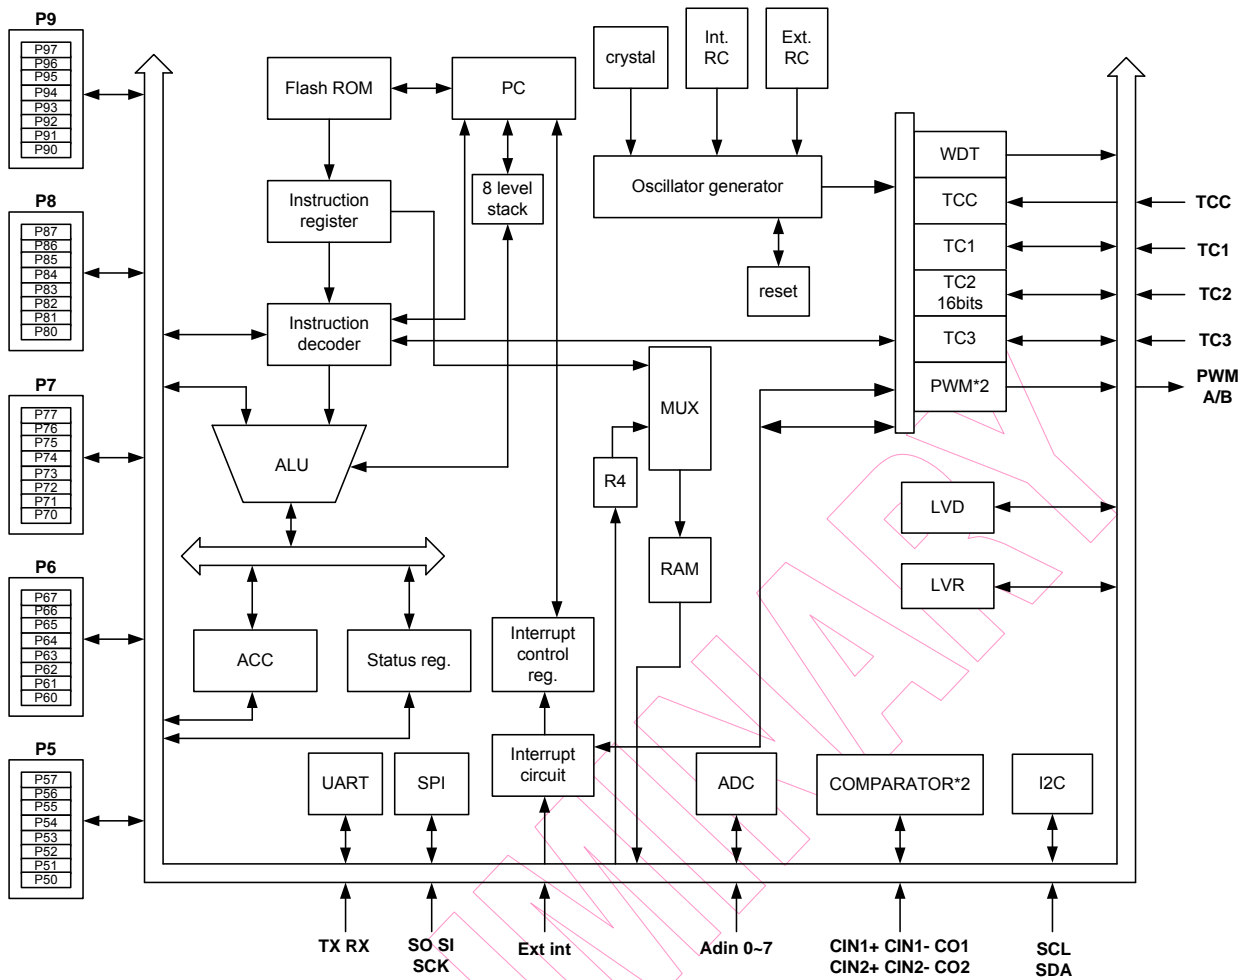 P9
P97
P96
P95
P94
P93
P92
P91
P90
P8
P87
P86
P85
P84
P83
P82
P81
P80
P7
P77
P76
P75
P74
P73
P72
P71
P70
P6
P67
P66
P65
P64
P63
P62
P61
P60
P5
P57
P56
P55
P54
P53
P52
P51
P50
Flash ROM
PC
crystal
Int.
RC
Ext.
RC
Instruction
register
8 level
stack
Oscillator generator
reset
Instruction
decoder
ALU
MUX
R4
RAM
ACC
Status reg.
Interrupt
control
reg.
Interrupt
circuit
WDT
TCC
TC1
TC2
16bits
TC3
PWM*2
TCC
TC1
TC2
TC3
PWM
A/B
LVD
LVR
UART
SPI
ADC
COMPARATOR*2
I2C
TX RX
SO SI
SCK
Ext int
Adin 0~7
CIN1+ CIN1- CO1
CIN2+ CIN2- CO2
SCL
SDA